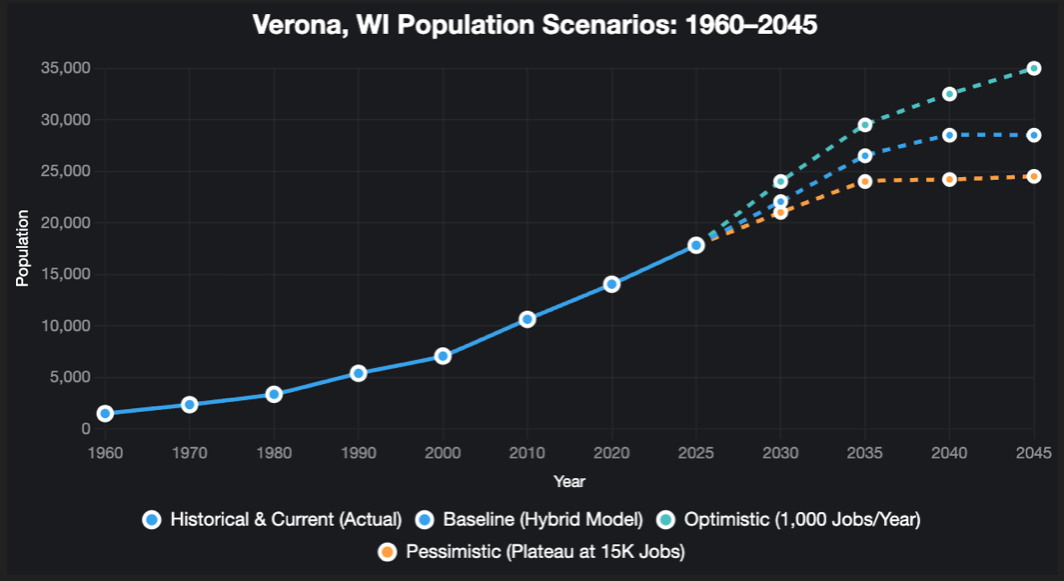 Verona, WI Population Scenarios: 1960–2045
35,000
30,000
25,000
20,000
15,000
10,000
5,000
0
Population
1960 1970 1980 1990 2000 2010 2020 2025 2030 2035 2040 2045
Year
Historical & Current (Actual) Baseline (Hybrid Model) Optimistic (1,000 Jobs/Year)
Pessimistic (Plateau at 15K Jobs)